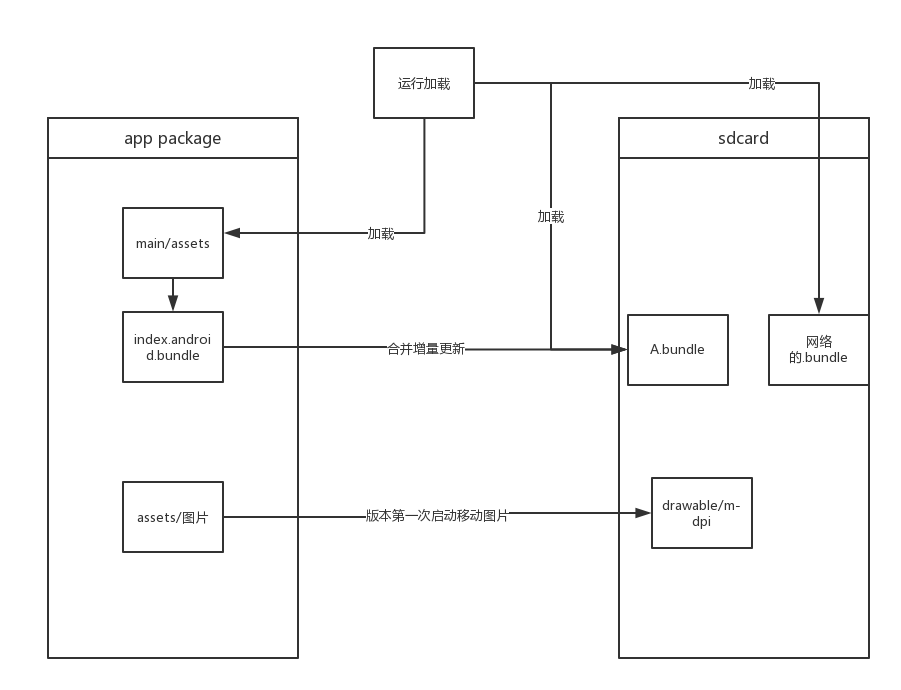 运行加载
加载
app package
sdcard
main/assets
加载
加载
index.androi
d.bundle
合并增量更新
A.bundle
网络
的.bundle
assets/图片
版本第一次启动移动图片
drawable/m-
dpi